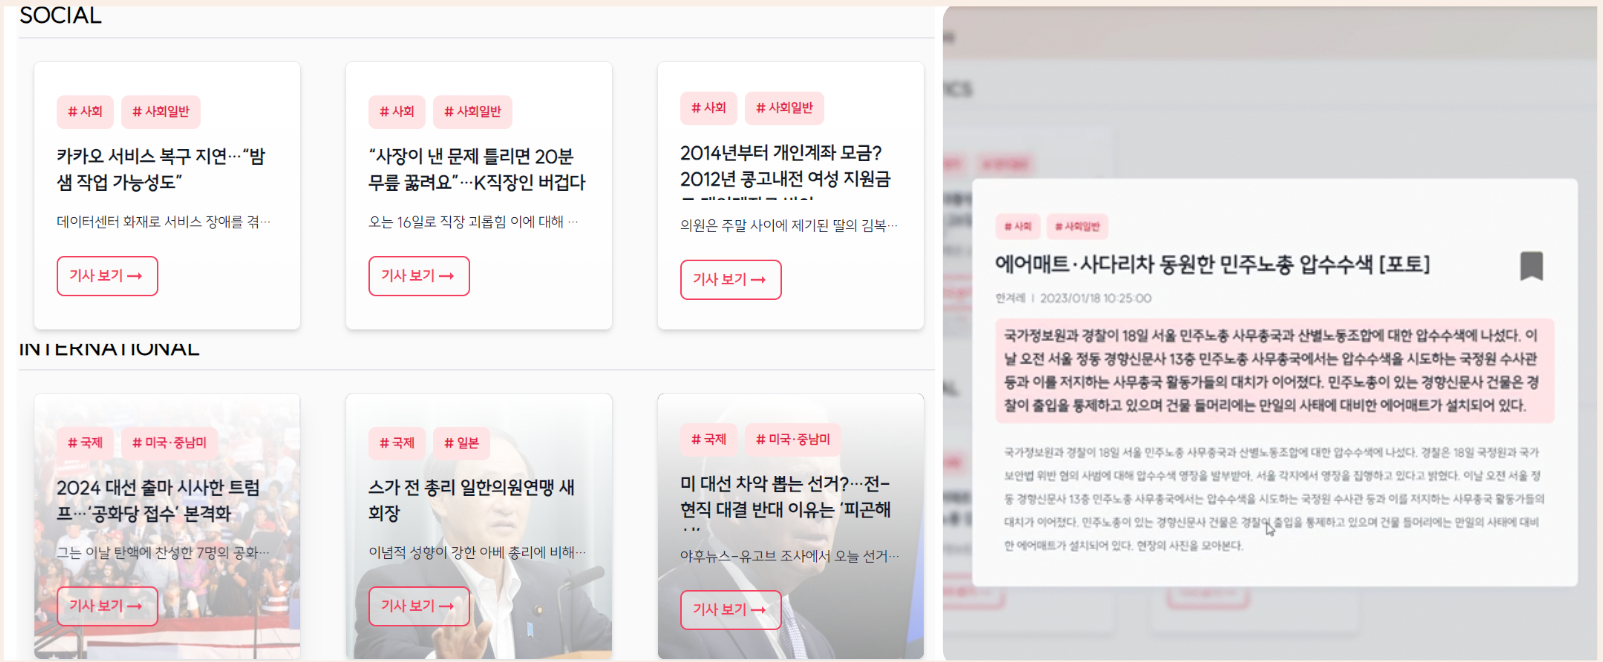 SOCIAL
# 사회 # 사회일반
카카오 서비스 복구 지연…“밤
샘 작업 가능성도”
데이터센터 화재로 서비스 장애를 겪…
기사 보기 →
# 사회 # 사회일반
“사장이 낸 문제 틀리면 20분
무릎 꿇려요”…K직장인 버겁다
오는 16일로 직장 괴롭힘 이에 대해 …
기사 보기 →
# 사회 # 사회일반
2014년부터 개인계좌 모금?
2012년 콩고내전 여성 지원금
의원은 주말 사이에 제기된 딸의 김복…
기사 보기 →
INTERNATIONAL
# 국제 # 미국·중남미
2024 대선 출마 시사한 트럼
프…‘공화당 접수’ 본격화
그는 이날 탄핵에 찬성한 7명의 공화…
기사 보기 →
# 국제 # 일본
스가 전 총리 일한의원연맹 새
회장
이념적 성향이 강한 아베 총리에 비해…
기사 보기 →
# 국제 # 미국·중남미
미 대선 차악 뽑는 선거?…전-
현직 대결 반대 이유는 ‘피곤해
야후뉴스-유고브 조사에서 오늘 선거…
기사 보기 →
# 사회 # 사회일반
에어매트·사다리차 동원한 민주노총 압수수색 [포토]
한겨레 | 2023/01/18 10:25:00
국가정보원과 경찰이 18일 서울 민주노총 사무총국과 산별노동조합에 대한 압수수색에 나섰다. 이
날 오전 서울 정동 경향신문사 13층 민주노총 사무총국에서는 압수수색을 시도하는 국정원 수사관
등과 이를 저지하는 사무총국 활동가들의 대치가 이어졌다. 민주노총이 있는 경향신문사 건물은 경
찰이 출입을 통제하고 있으며 건물 들머리에는 만일의 사태에 대비한 에어매트가 설치되어 있다.
국가정보원과 경찰이 18일 서울 민주노총 사무총국과 산별노동조합에 대한 압수수색에 나섰다. 경찰은 18일 국정원과 국가
보안법 위반 혐의 사범에 대해 압수수색 영장을 발부받아, 서울 각지에서 영장을 집행하고 있다고 밝혔다. 이날 오전 서울 정
동 경향신문사 13층 민주노총 사무총국에서는 압수수색을 시도하는 국정원 수사관 등과 이를 저지하는 사무총국 활동가들의
대치가 이어졌다. 민주노총이 있는 경향신문사 건물은 경찰이 출입을 통제하고 있으며 건물 들머리에는 만일의 사태에 대비
한 에어매트가 설치되어 있다. 현장의 사진을 모아본다.